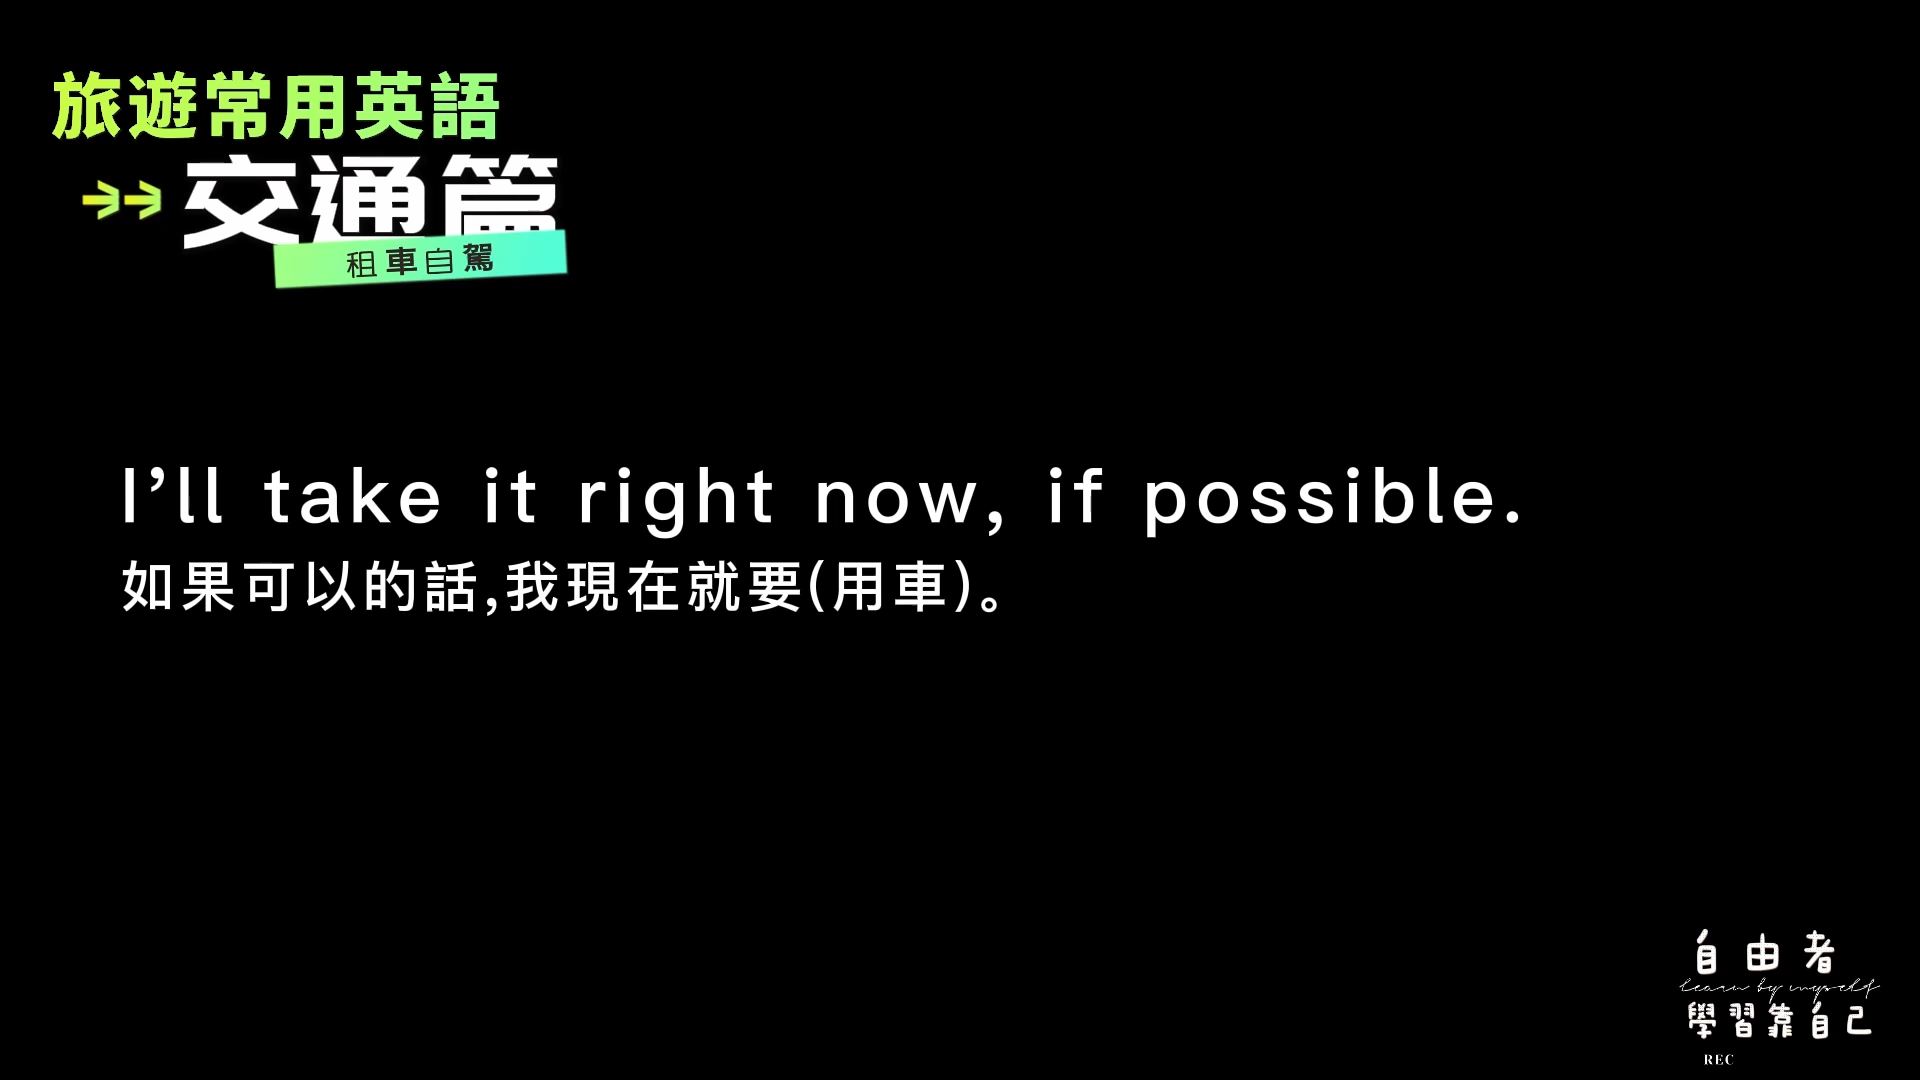 旅遊常用英語
交通篇
租車自駕
I’ll take it right now, if possible.
如果可以的話,我現在就要(用車)。
自由者
learn by myself
學習靠自己
REC